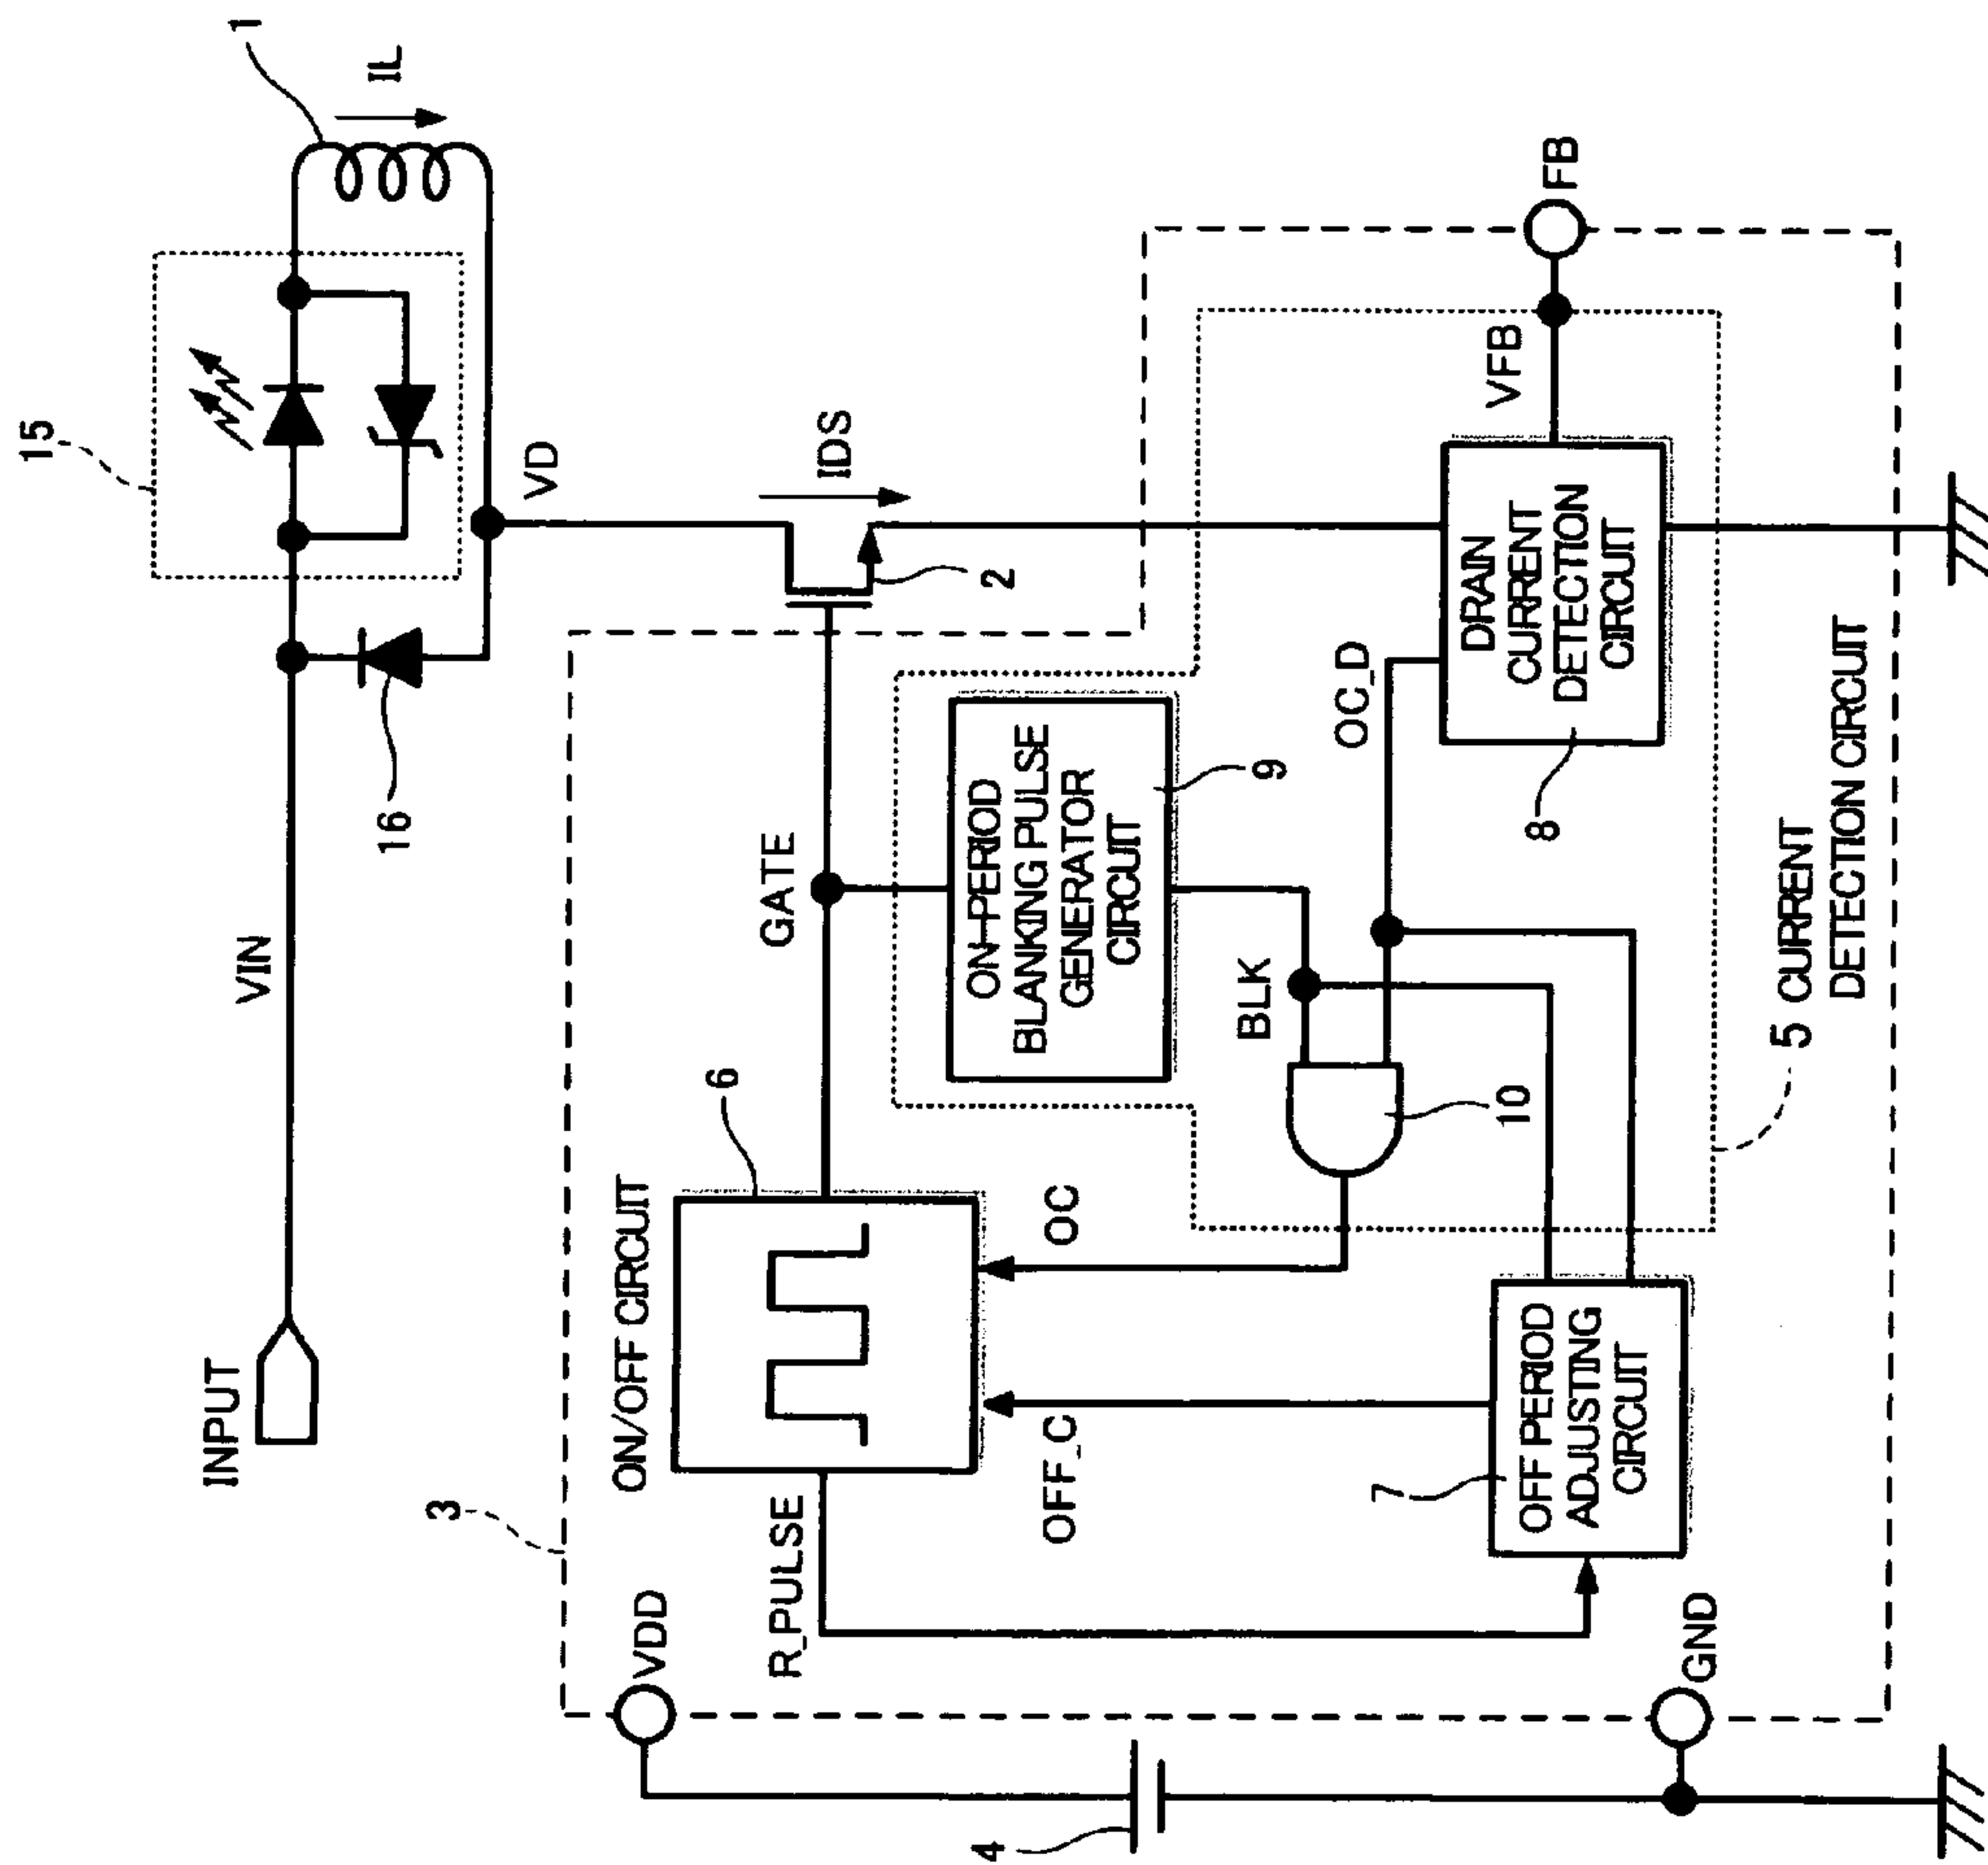 INPUT
VIN
15
1
IL
16
VD
3
VDD
ON/OFF CIRCUIT
6
R_PULSE
GATE
IDS
2
ON-PERIOD
BLANKING PULSE
GENERATOR
CIRCUIT
9
4
OFF_C
OC
BLK
10
OC_D
7
OFF PERIOD
ADJUSTING
CIRCUIT
DRAIN
CURRENT
DETECTION
CIRCUIT
8
VFB
FB
GND
5 CURRENT
DETECTION CIRCUIT